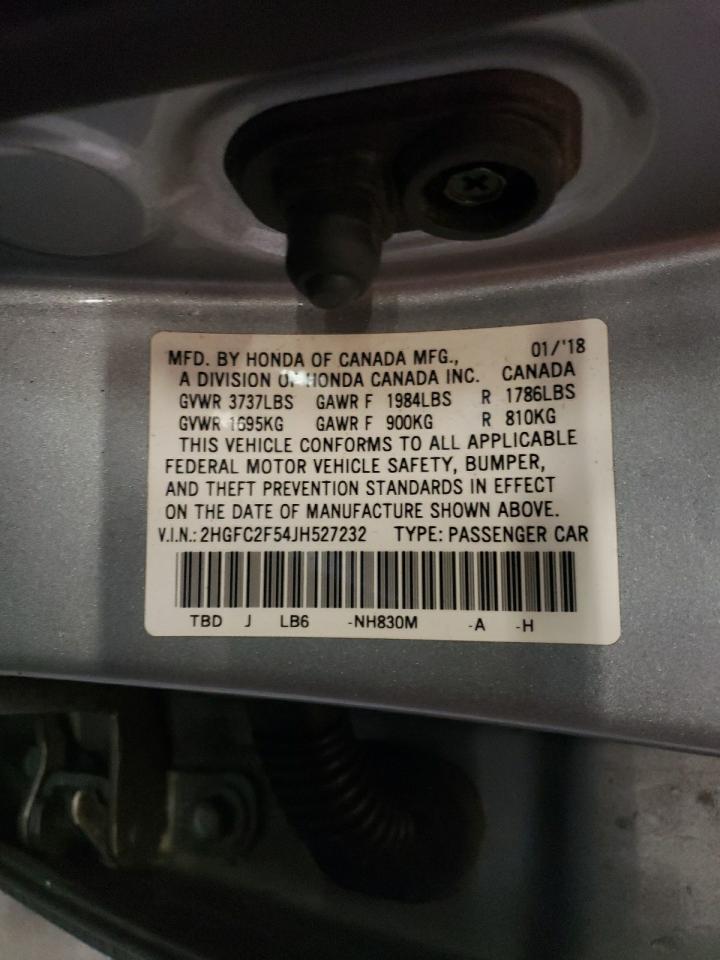 MFD. BY HONDA OF CANADA MFG., 01/'18
A DIVISION OF HONDA CANADA INC. CANADA
GVWR 3737LBS GAWR F 1984LBS R 1786LBS
GVWR 1695KG GAWR F 900KG R 810KG
THIS VEHICLE CONFORMS TO ALL APPLICABLE
FEDERAL MOTOR VEHICLE SAFETY, BUMPER,
AND THEFT PREVENTION STANDARDS IN EFFECT
ON THE DATE OF MANUFACTURE SHOWN ABOVE.
V.I.N.: 2HGFC2F54JH527232 TYPE: PASSENGER CAR
TBD J LB6 -NH830M -A -H